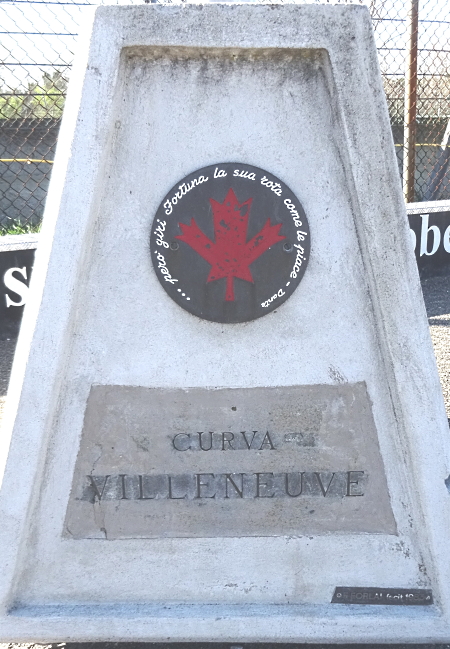 ...però giri Fortuna la sua rota come le piace - Dante
CURVA
VILLENEUVE